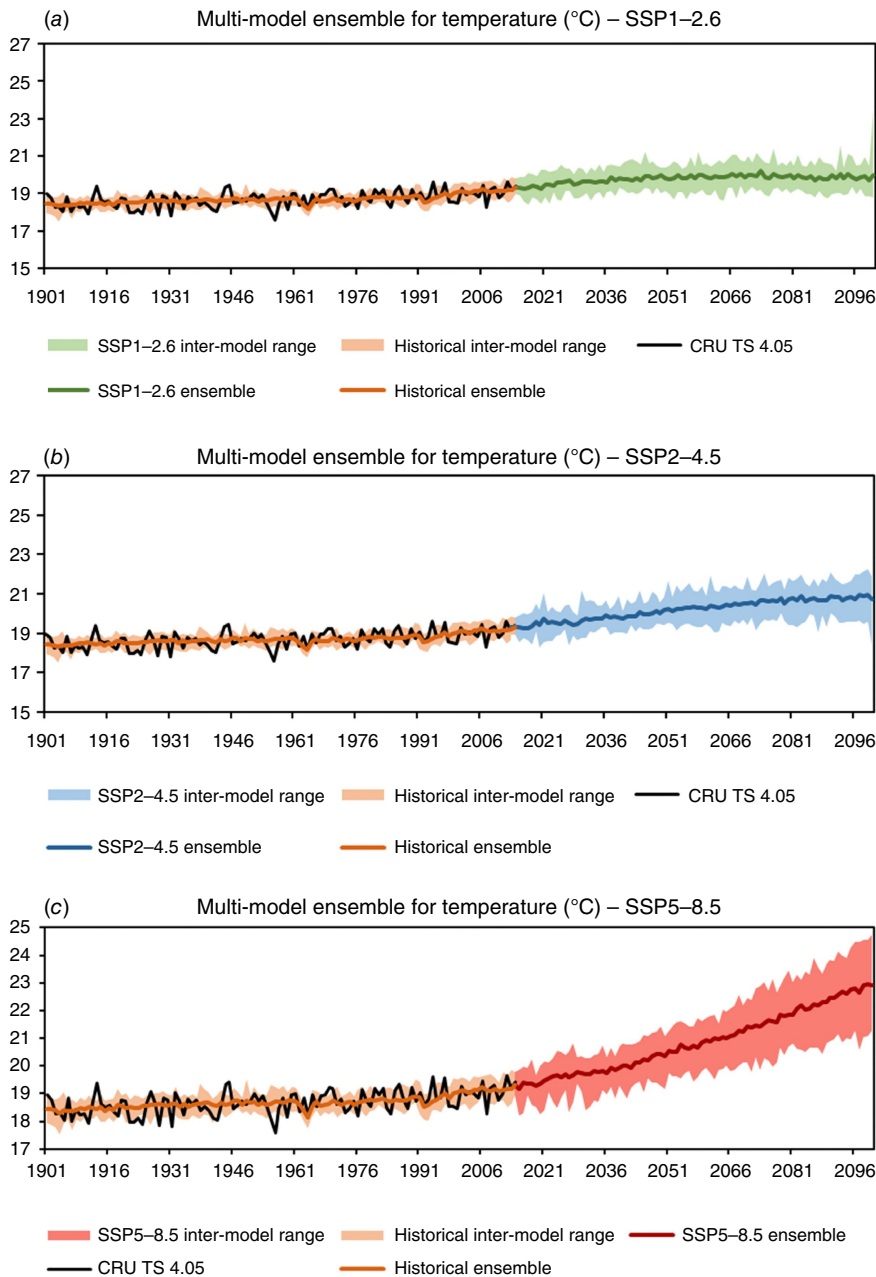 (a) Multi-model ensemble for temperature (°C) – SSP1–2.6
27
25
23
21
19
17
15
1901 1916 1931 1946 1961 1976 1991 2006 2021 2036 2051 2066 2081 2096
SSP1–2.6 inter-model range Historical inter-model range CRU TS 4.05
SSP1–2.6 ensemble Historical ensemble
(b) Multi-model ensemble for temperature (°C) – SSP2–4.5
27
25
23
21
19
17
15
1901 1916 1931 1946 1961 1976 1991 2006 2021 2036 2051 2066 2081 2096
SSP2–4.5 inter-model range Historical inter-model range CRU TS 4.05
SSP2–4.5 ensemble Historical ensemble
(c) Multi-model ensemble for temperature (°C) – SSP5–8.5
25
24
23
22
21
20
19
18
17
1901 1916 1931 1946 1961 1976 1991 2006 2021 2036 2051 2066 2081 2096
SSP5–8.5 inter-model range Historical inter-model range SSP5–8.5 ensemble
CRU TS 4.05 Historical ensemble